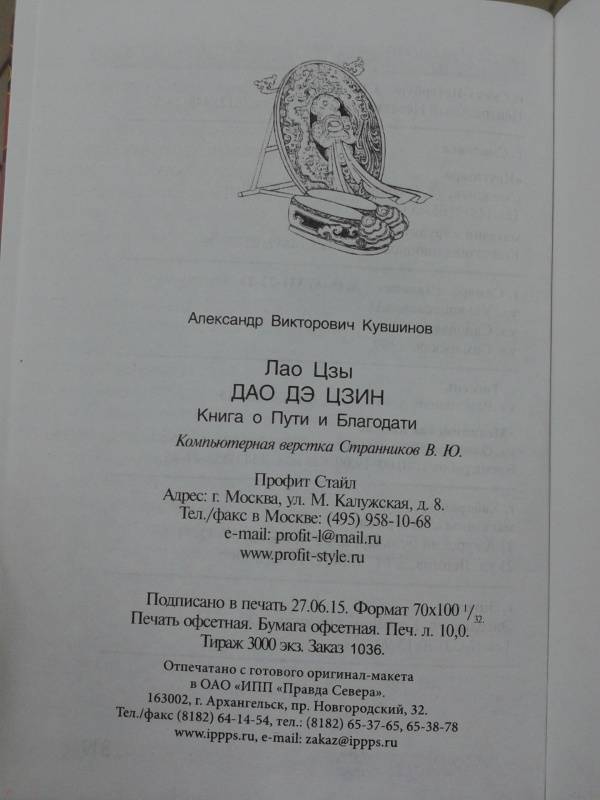 Александр Викторович Кувшинов
Лао Цзы
ДАО ДЭ ЦЗИН
Книга о Пути и Благодати
Компьютерная верстка Странников В. Ю.
Профит Стайл
Адрес: г. Москва, ул. М. Калужская, д. 8.
Тел./факс в Москве: (495) 958-10-68
e-mail: profit-l@mail.ru
www.profit-style.ru
Подписано в печать 27.06.15. Формат 70х100 1/32.
Печать офсетная. Бумага офсетная. Печ. л. 10,0.
Тираж 3000 экз. Заказ 1036.
Отпечатано с готового оригинал-макета
в ОАО «ИПП «Правда Севера».
163002, г. Архангельск, пр. Новгородский, 32.
Тел./факс (8182) 64-14-54, тел.: (8182) 65-37-65, 65-38-78
www.ippps.ru, e-mail: zakaz@ippps.ru